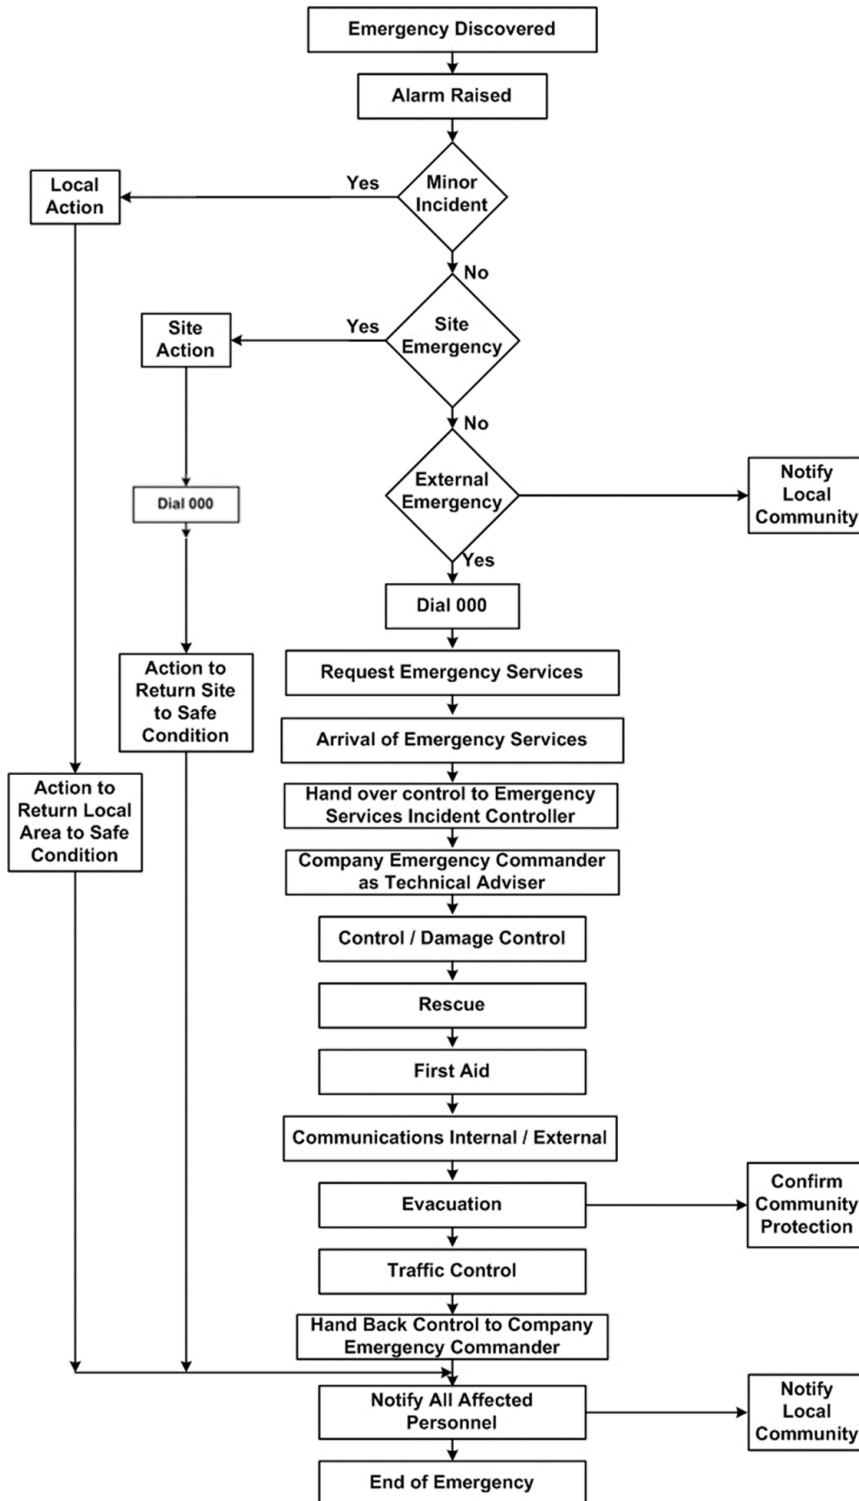 Emergency Discovered
Alarm Raised
Minor
Incident
Yes
Local
Action
No
Site
Emergency
Yes
Site
Action
No
External
Emergency
Notify
Local
Community
Dial 000
Yes
Dial 000
Request Emergency Services
Action to
Return Site
to Safe
Condition
Arrival of Emergency Services
Action to
Return Local
Area to Safe
Condition
Hand over control to Emergency
Services Incident Controller
Company Emergency Commander
as Technical Adviser
Control / Damage Control
Rescue
First Aid
Communications Internal / External
Evacuation
Confirm
Community
Protection
Traffic Control
Hand Back Control to Company
Emergency Commander
Notify All Affected
Personnel
Notify
Local
Community
End of Emergency